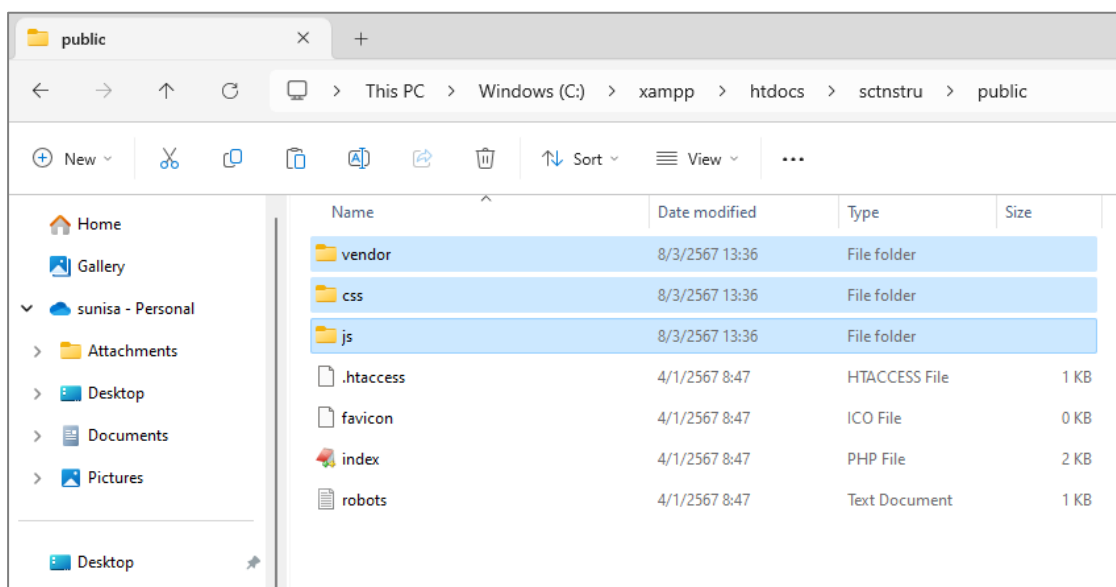 public
This PC > Windows (C:) > xampp > htdocs > sctnstru > public
New Sort View
Name Date modified Type Size
Home
Gallery
sunisa - Personal
Attachments
Desktop
Documents
Pictures
Desktop
vendor 8/3/2567 13:36 File folder
css 8/3/2567 13:36 File folder
js 8/3/2567 13:36 File folder
.htaccess 4/1/2567 8:47 HTACCESS File 1 KB
favicon 4/1/2567 8:47 ICO File 0 KB
index 4/1/2567 8:47 PHP File 2 KB
robots 4/1/2567 8:47 Text Document 1 KB